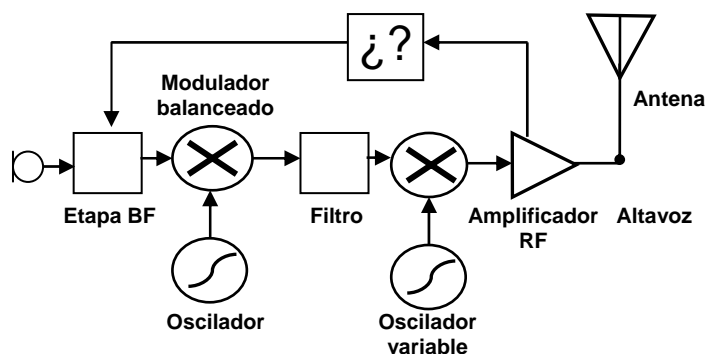 ¿?
Modulador
balanceado
Antena
Etapa BF
Filtro
Amplificador
RF
Altavoz
Oscilador
Oscilador
variable